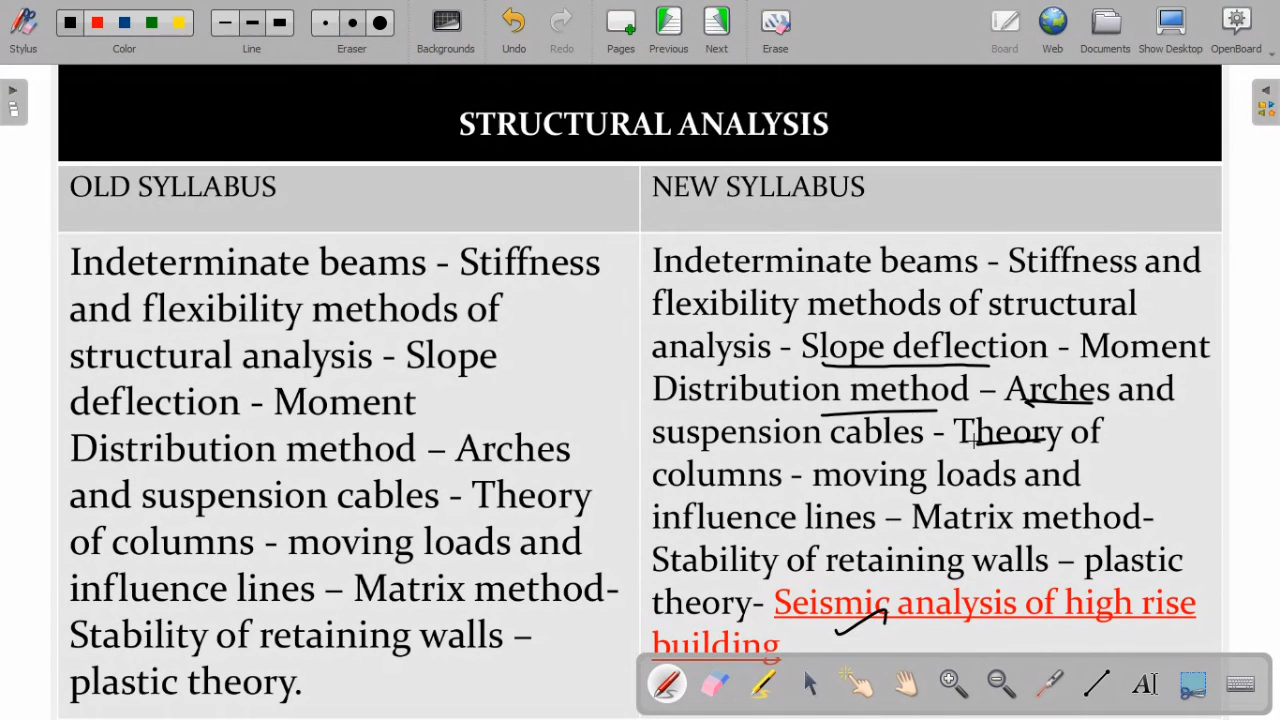 Stylus
Color
Line
Eraser
Backgrounds
Undo
Redo
Pages
Previous
Next
Erase
Board
Web
Documents
Show Desktop
OpenBoard
STRUCTURAL ANALYSIS
OLD SYLLABUS
Indeterminate beams - Stiffness
and flexibility methods of
structural analysis - Slope
deflection - Moment
Distribution method – Arches
and suspension cables - Theory
of columns - moving loads and
influence lines – Matrix method-
Stability of retaining walls –
plastic theory.
NEW SYLLABUS
Indeterminate beams - Stiffness and
flexibility methods of structural
analysis - Slope deflection - Moment
Distribution method – Arches and
suspension cables - Theory of
columns - moving loads and
influence lines – Matrix method-
Stability of retaining walls – plastic
theory- Seismic analysis of high rise
building
AI